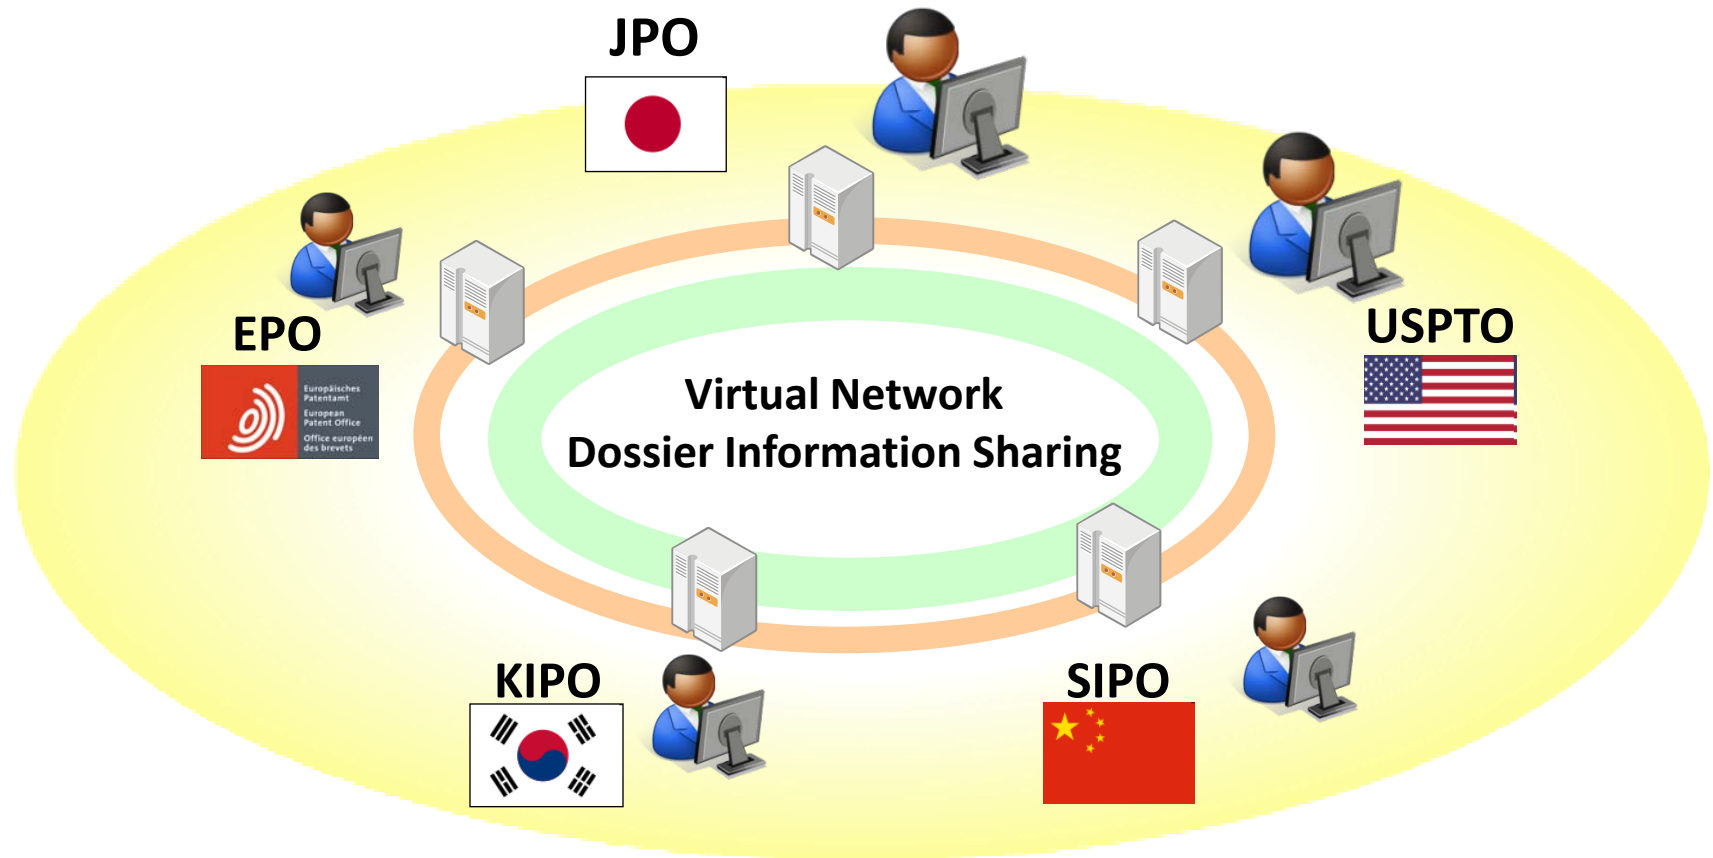 JPO
EPO
Europäisches
Patentamt
European
Patent Office
Office européen
des brevets
USPTO
Virtual Network
Dossier Information Sharing
KIPO
SIPO